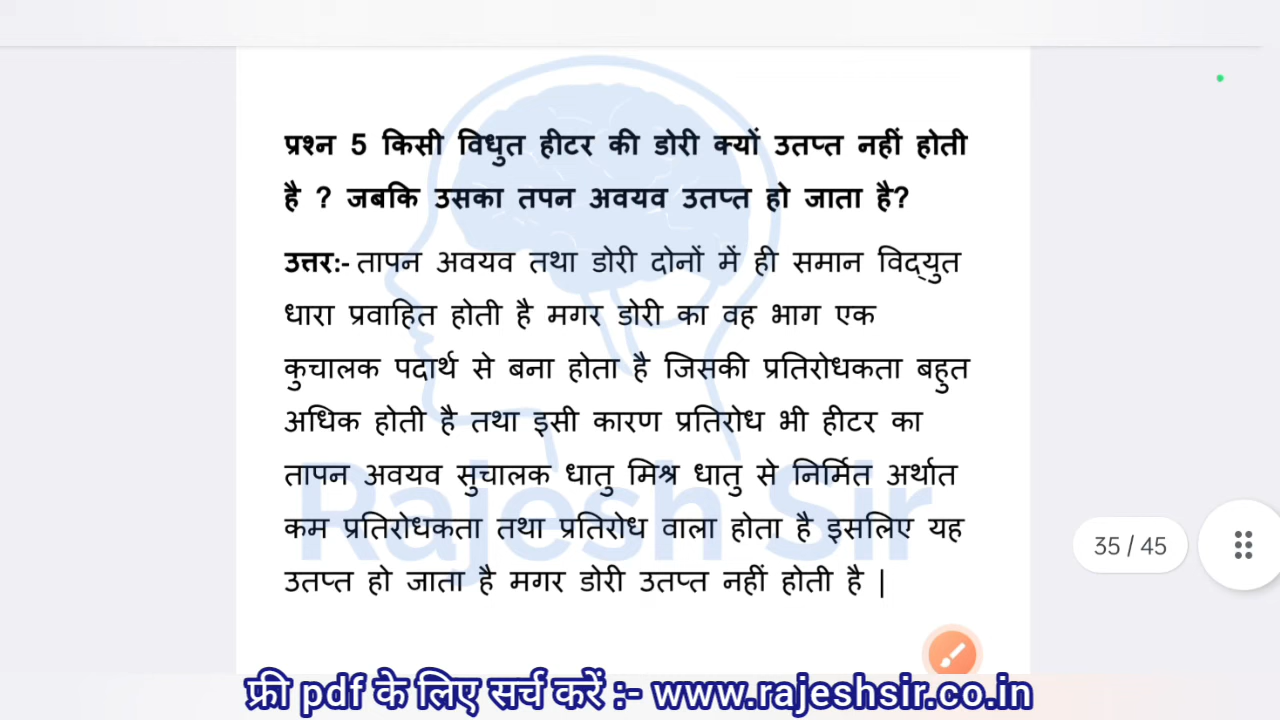 प्रश्न 5 किसी विधुत हीटर की डोरी क्यों उतप्त नहीं होती
है ? जबकि उसका तपन अवयव उतप्त हो जाता है?
उत्तर:- तापन अवयव तथा डोरी दोनों में ही समान विद्युत
धारा प्रवाहित होती है मगर डोरी का वह भाग एक
कुचालक पदार्थ से बना होता है जिसकी प्रतिरोधकता बहुत
अधिक होती है तथा इसी कारण प्रतिरोध भी हीटर का
तापन अवयव सुचालक धातु मिश्र धातु से निर्मित अर्थात
कम प्रतिरोधकता तथा प्रतिरोध वाला होता है इसलिए यह
उतप्त हो जाता है मगर डोरी उतप्त नहीं होती है |
Rajesh Sir
35 / 45
फ्री pdf के लिए सर्च करें :- www.rajeshsir.co.in